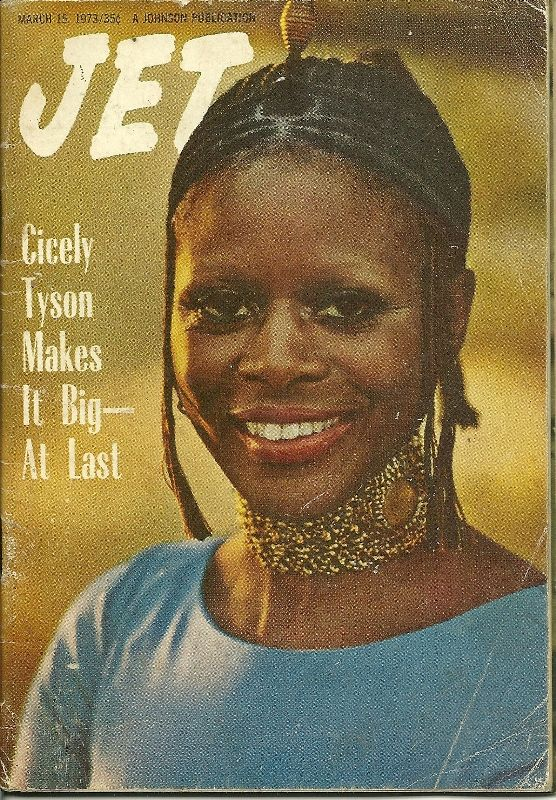 MARCH 15, 1973/35¢ A JOHNSON PUBLICATION
JET
Cicely
Tyson
Makes
It Big—
At Last